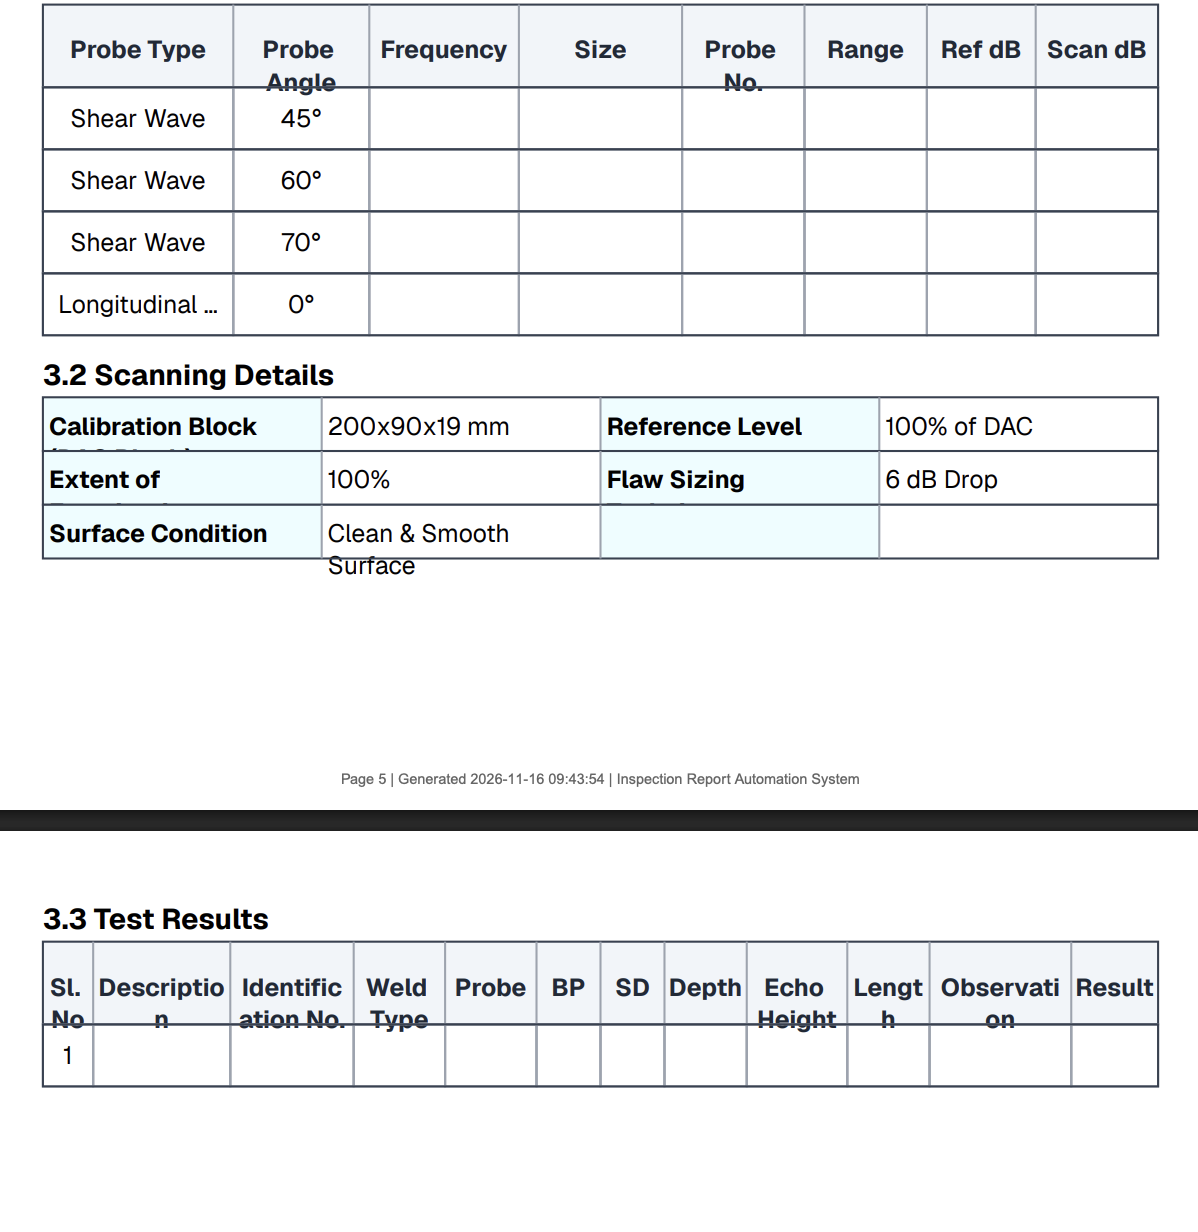 Probe Type Probe Angle Frequency Size Probe No. Range Ref dB Scan dB
Shear Wave 45°
Shear Wave 60°
Shear Wave 70°
Longitudinal ... 0°
3.2 Scanning Details
Calibration Block 200x90x19 mm Reference Level 100% of DAC
Extent of 100% Flaw Sizing 6 dB Drop
Surface Condition Clean & Smooth Surface
Page 5 | Generated 2026-11-16 09:43:54 | Inspection Report Automation System
3.3 Test Results
Sl. No Description Identification No. Weld Type Probe BP SD Depth Echo Height Length Observation Result
1